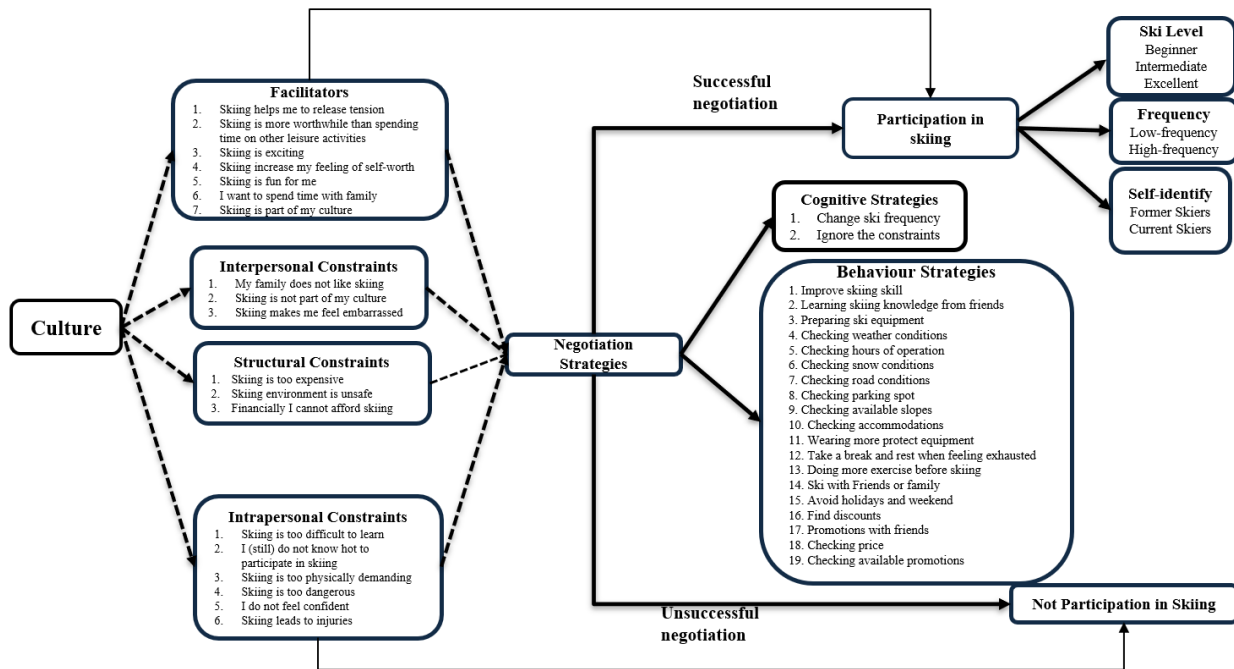 Culture
Facilitators
1. Skiing helps me to release tension
2. Skiing is more worthwhile than spending
time on other leisure activities
3. Skiing is exciting
4. Skiing increase my feeling of self-worth
5. Skiing is fun for me
6. I want to spend time with family
7. Skiing is part of my culture
Interpersonal Constraints
1. My family does not like skiing
2. Skiing is not part of my culture
3. Skiing makes me feel embarrassed
Structural Constraints
1. Skiing is too expensive
2. Skiing environment is unsafe
3. Financially I cannot afford skiing
Intrapersonal Constraints
1. Skiing is too difficult to learn
2. I (still) do not know hot to
participate in skiing
3. Skiing is too physically demanding
4. Skiing is too dangerous
5. I do not feel confident
6. Skiing leads to injuries
Negotiation
Strategies
Successful
negotiation
Participation in
skiing
Ski Level
Beginner
Intermediate
Excellent
Frequency
Low-frequency
High-frequency
Self-identify
Former Skiers
Current Skiers
Cognitive Strategies
1. Change ski frequency
2. Ignore the constraints
Behaviour Strategies
1. Improve skiing skill
2. Learning skiing knowledge from friends
3. Preparing ski equipment
4. Checking weather conditions
5. Checking hours of operation
6. Checking snow conditions
7. Checking road conditions
8. Checking parking spot
9. Checking available slopes
10. Checking accommodations
11. Wearing more protect equipment
12. Take a break and rest when feeling exhausted
13. Doing more exercise before skiing
14. Ski with Friends or family
15. Avoid holidays and weekend
16. Find discounts
17. Promotions with friends
18. Checking price
19. Checking available promotions
Unsuccessful
negotiation
Not Participation in Skiing